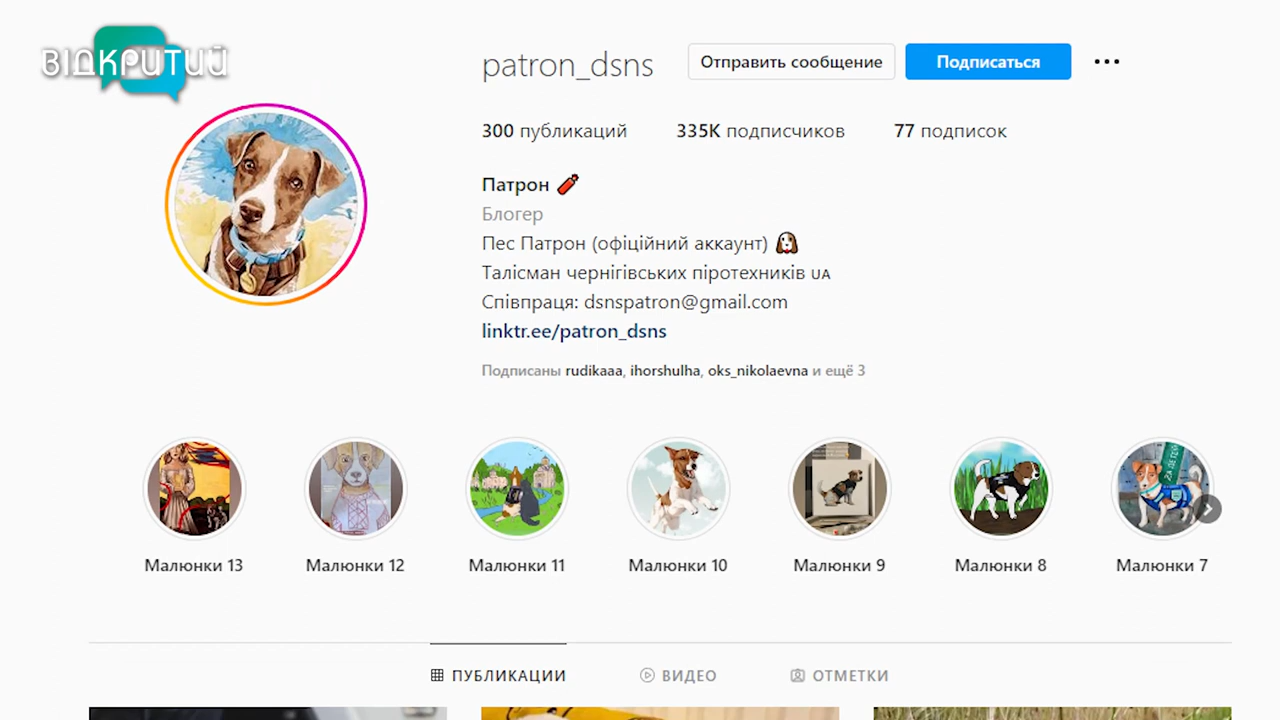 ВІДКРИТИЙ
patron_dsns
Отправить сообщение
Подписаться
300 публикаций
335K подписчиков
77 подписок
Патрон
Блогер
Пес Патрон (офіційний аккаунт)
Талісман чернігівських піротехніків UA
Співпраця: dsnspatron@gmail.com
linktr.ee/patron_dsns
Подписаны rudikaaa, ihorshulha, oks_nikolaevna и ещё 3
Малюнки 13
Малюнки 12
Малюнки 11
Малюнки 10
Малюнки 9
Малюнки 8
Малюнки 7
ПУБЛИКАЦИИ
ВИДЕО
ОТМЕТКИ